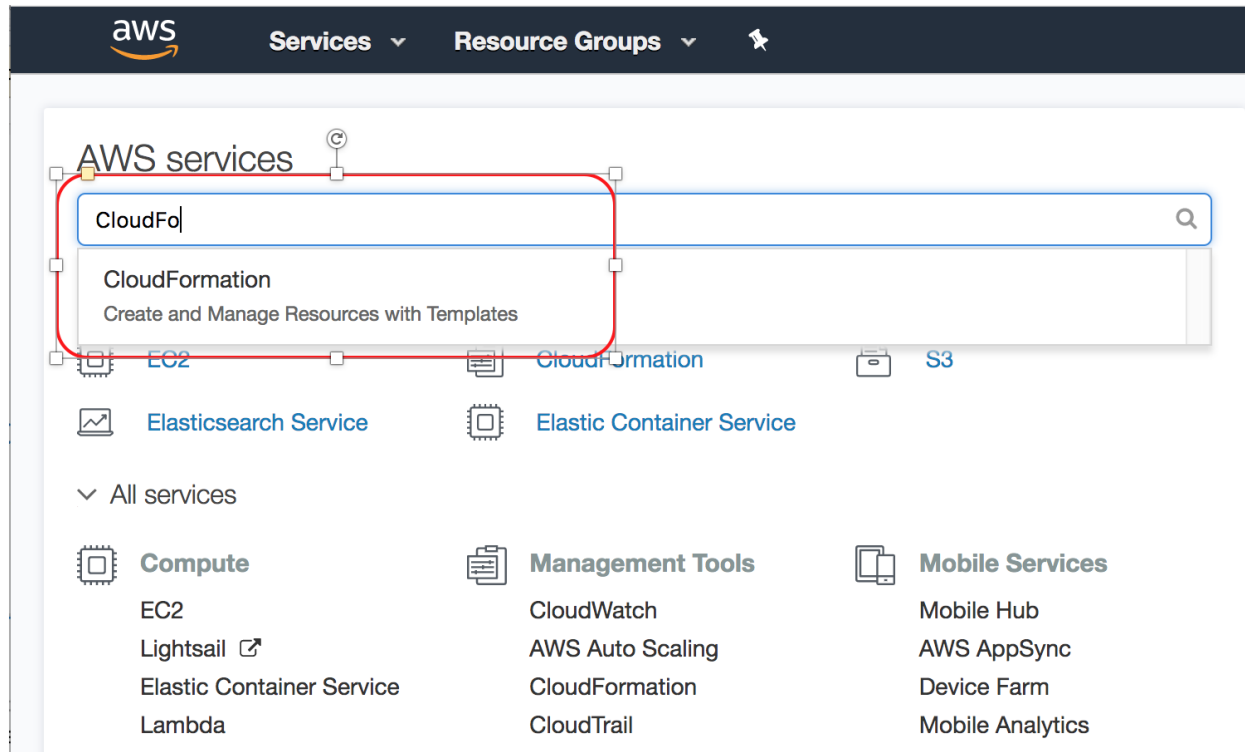 aws Services Resource Groups
AWS services
CloudFo
CloudFormation
Create and Manage Resources with Templates
EC2 CloudFormation S3
Elasticsearch Service Elastic Container Service
All services
Compute Management Tools Mobile Services
EC2 CloudWatch Mobile Hub
Lightsail AWS Auto Scaling AWS AppSync
Elastic Container Service CloudFormation Device Farm
Lambda CloudTrail Mobile Analytics